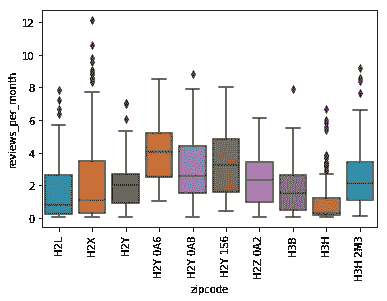 12
10
8
6
4
2
0
reviews_per_month
H2L
H2X
H2Y
H2Y 0A6
H2Y 0AB
H2Y 1S6
H2Z 0A2
H3B
H3H
H3H 2M3
zipcode